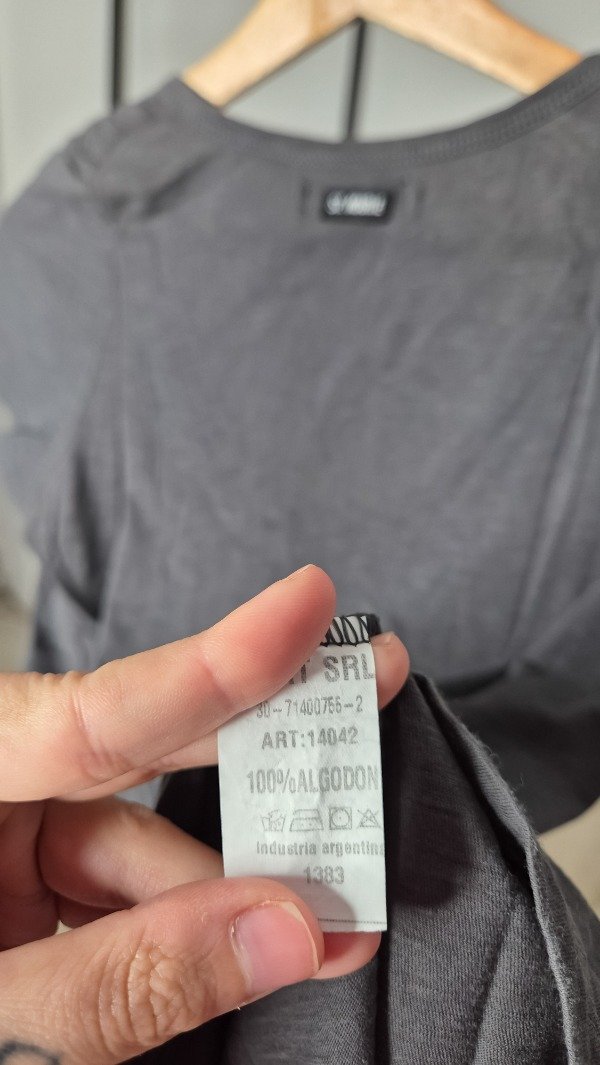 SRL
30-71400756-2
ART:14042
100%ALGODON
industria argentina
1383